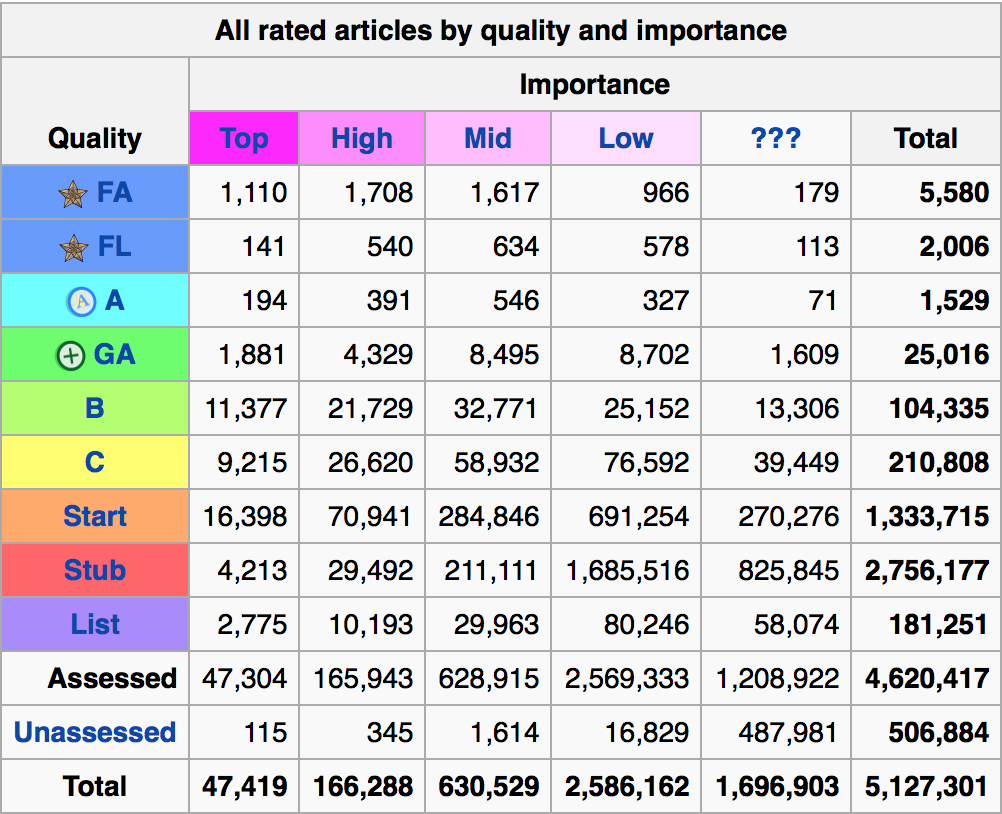 All rated articles by quality and importance
Importance
Quality Top High Mid Low ??? Total
FA 1,110 1,708 1,617 966 179 5,580
FL 141 540 634 578 113 2,006
A A 194 391 546 327 71 1,529
GA 1,881 4,329 8,495 8,702 1,609 25,016
B 11,377 21,729 32,771 25,152 13,306 104,335
C 9,215 26,620 58,932 76,592 39,449 210,808
Start 16,398 70,941 284,846 691,254 270,276 1,333,715
Stub 4,213 29,492 211,111 1,685,516 825,845 2,756,177
List 2,775 10,193 29,963 80,246 58,074 181,251
Assessed 47,304 165,943 628,915 2,569,333 1,208,922 4,620,417
Unassessed 115 345 1,614 16,829 487,981 506,884
Total 47,419 166,288 630,529 2,586,162 1,696,903 5,127,301